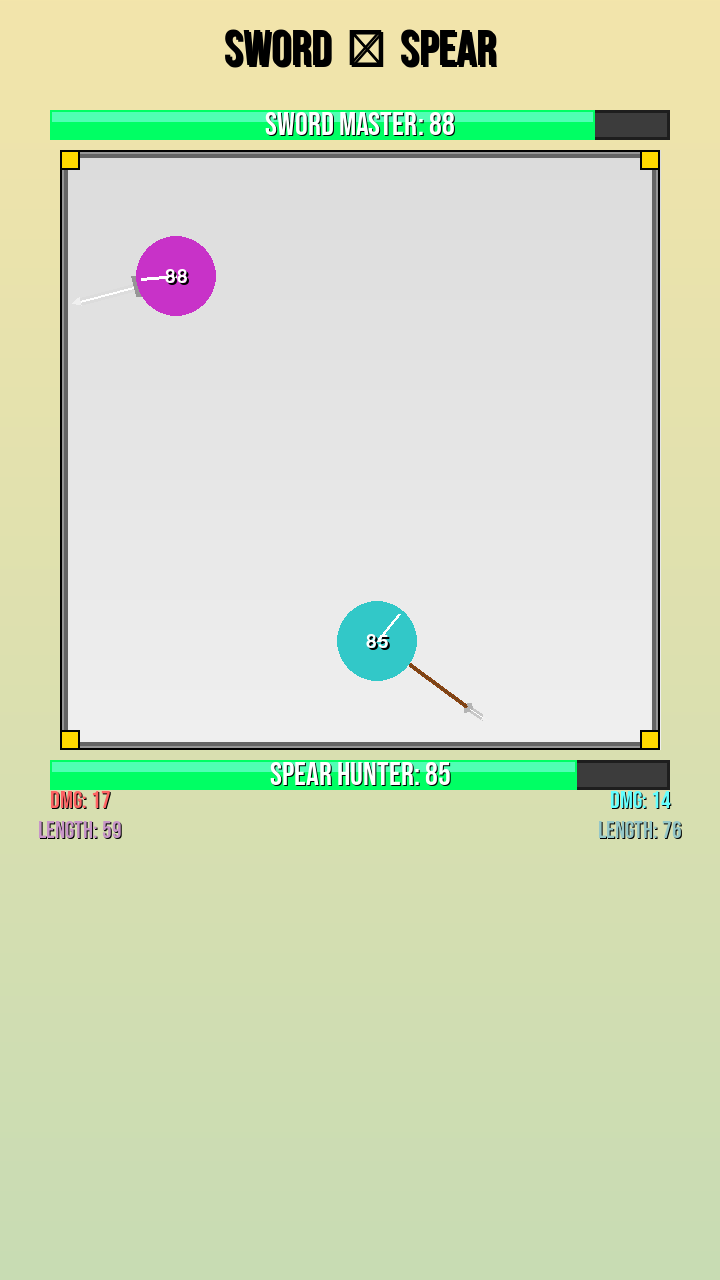 SWORD ☒ SPEAR
SWORD MASTER: 88
88
85
SPEAR HUNTER: 85
DMG: 17 DMG: 14
LENGTH: 59 LENGTH: 76